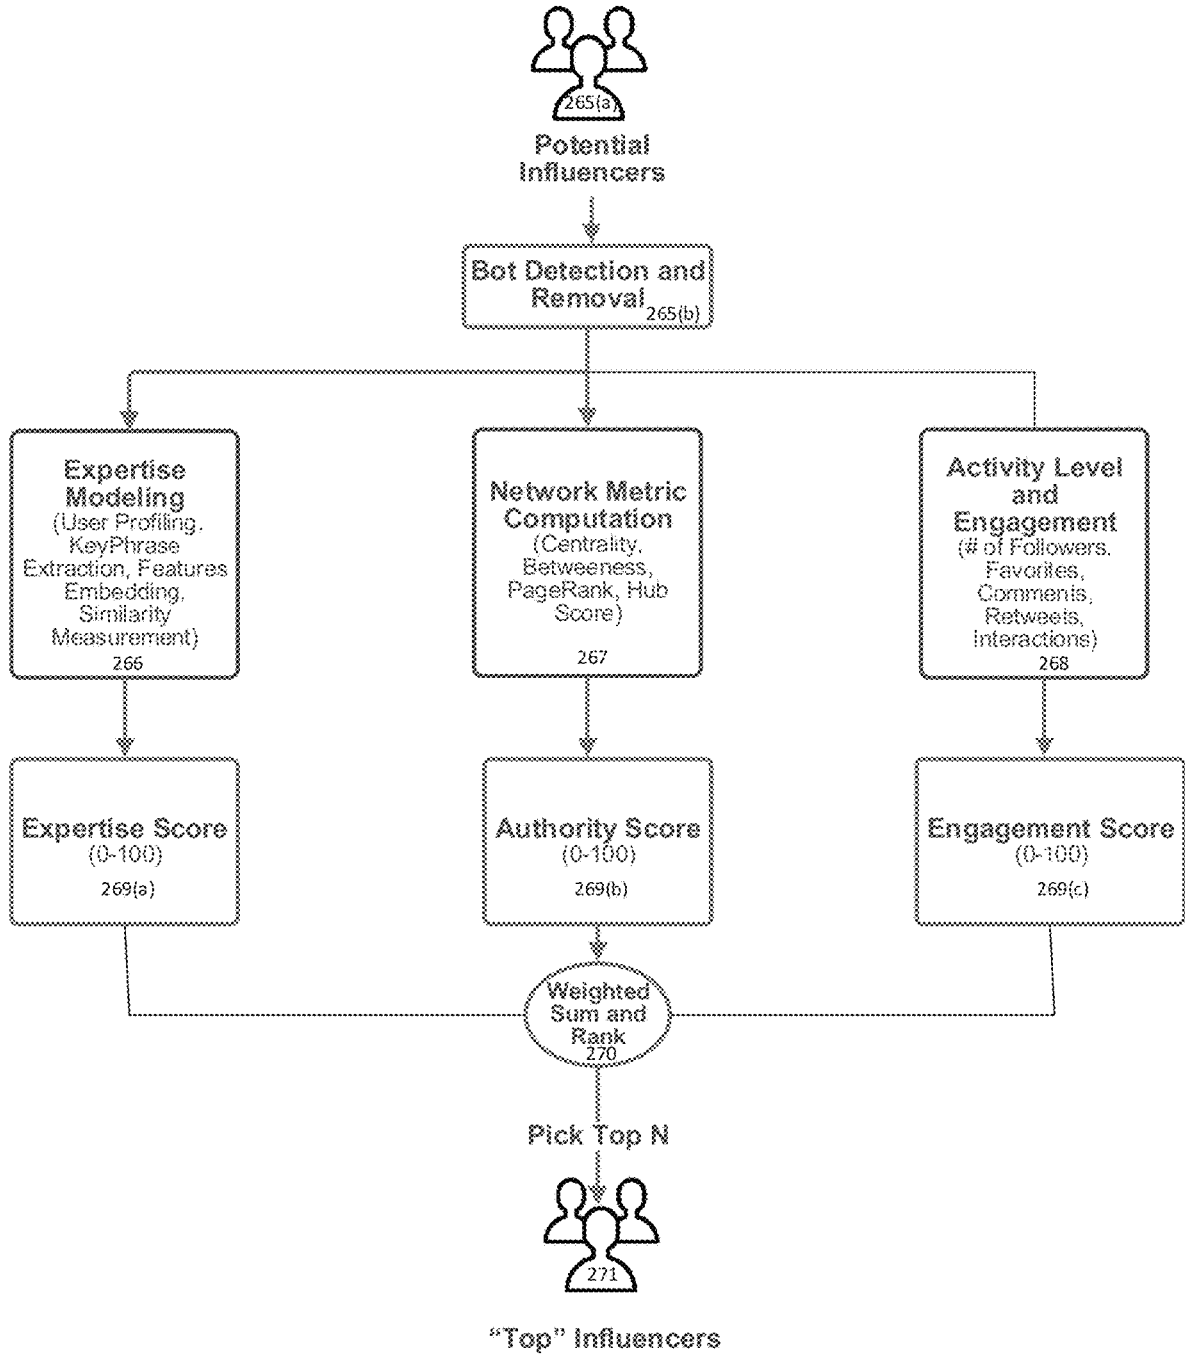 265(a)
Potential
Influencers
Bot Detection and
Removal
265(b)
Expertise
Modeling
(User Profiling,
KeyPhrase
Extraction, Features
Embedding,
Similarity
Measurement)
266
Network Metric
Computation
(Centrality,
Betweeness,
PageRank, Hub
Score)
267
Activity Level
and
Engagement
(# of Followers,
Favorites,
Comments,
Retweets,
Interactions)
268
Expertise Score
(0-100)
269(a)
Authority Score
(0-100)
269(b)
Engagement Score
(0-100)
269(c)
Weighted
Sum and
Rank
270
Pick Top N
271
“Top” Influencers